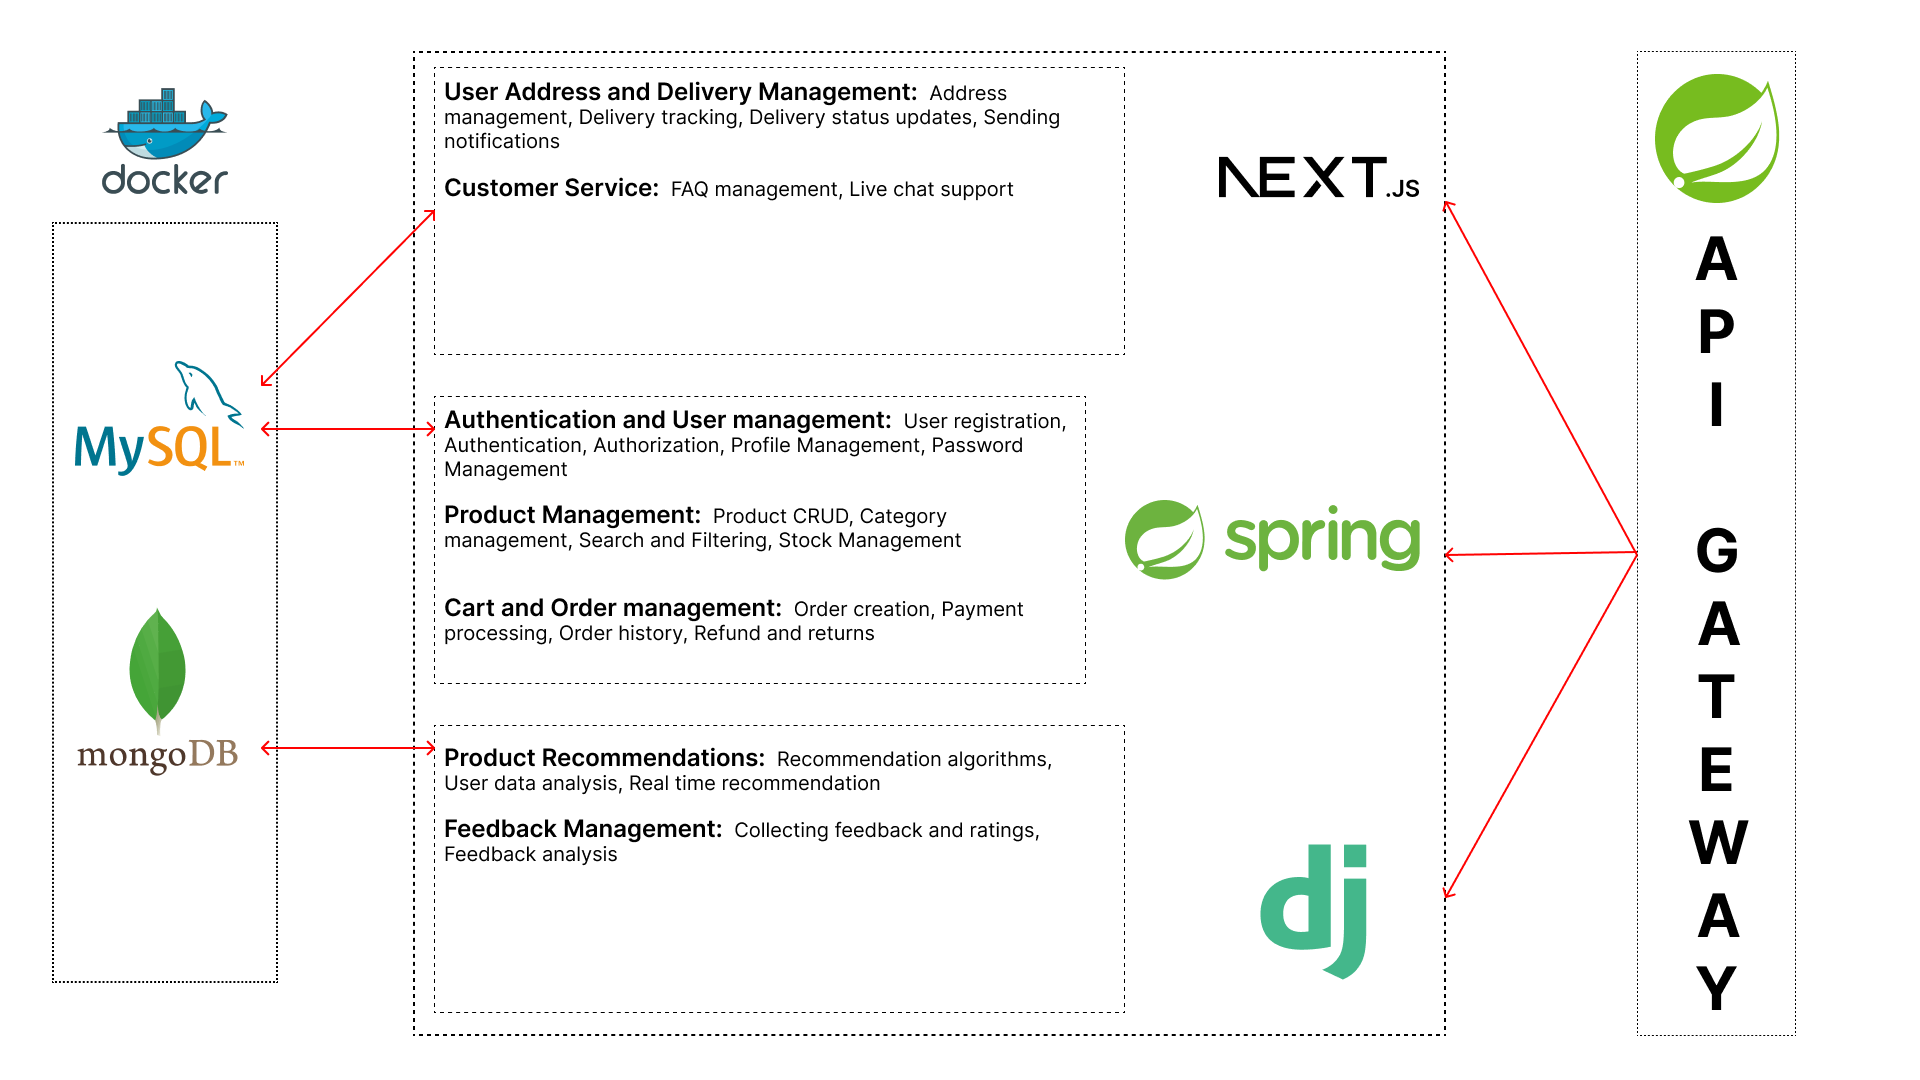 docker
MySQL™
mongoDB
User Address and Delivery Management: Address
management, Delivery tracking, Delivery status updates, Sending
notifications
Customer Service: FAQ management, Live chat support
NEXT.JS
Authentication and User management: User registration,
Authentication, Authorization, Profile Management, Password
Management
Product Management: Product CRUD, Category
management, Search and Filtering, Stock Management
Cart and Order management: Order creation, Payment
processing, Order history, Refund and returns
spring
Product Recommendations: Recommendation algorithms,
User data analysis, Real time recommendation
Feedback Management: Collecting feedback and ratings,
Feedback analysis
dj
A
P
I
G
A
T
E
W
A
Y